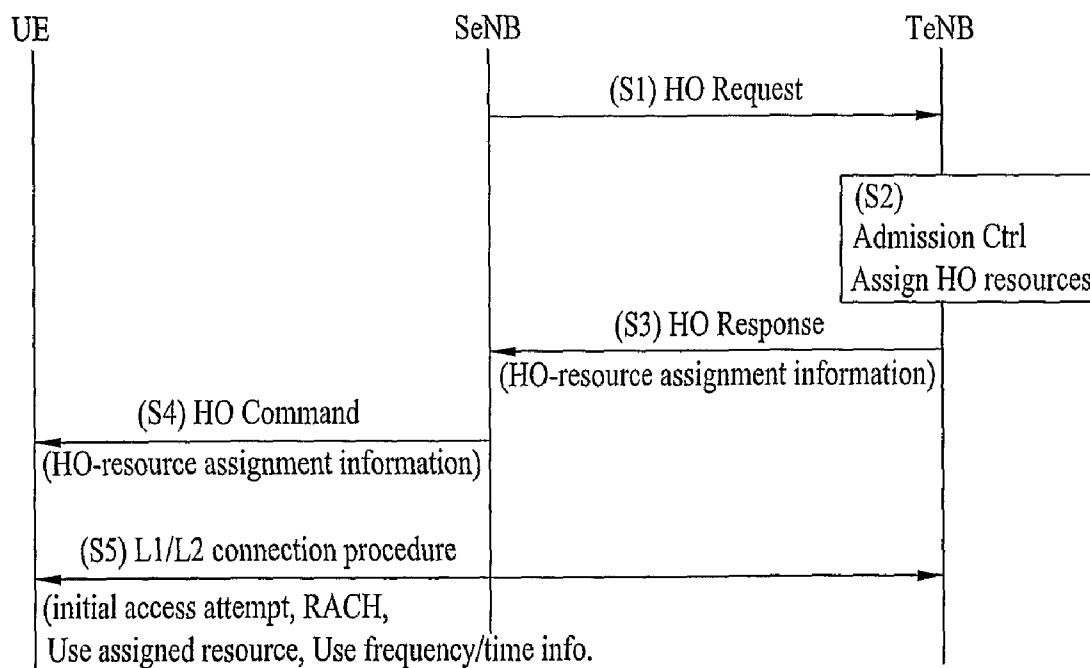 UE
SeNB
TeNB
(S1) HO Request
(S2)
Admission Ctrl
Assign HO resources
(S3) HO Response
(HO-resource assignment information)
(S4) HO Command
(HO-resource assignment information)
(S5) L1/L2 connection procedure
(initial access attempt, RACH,
Use assigned resource, Use frequency/time info.